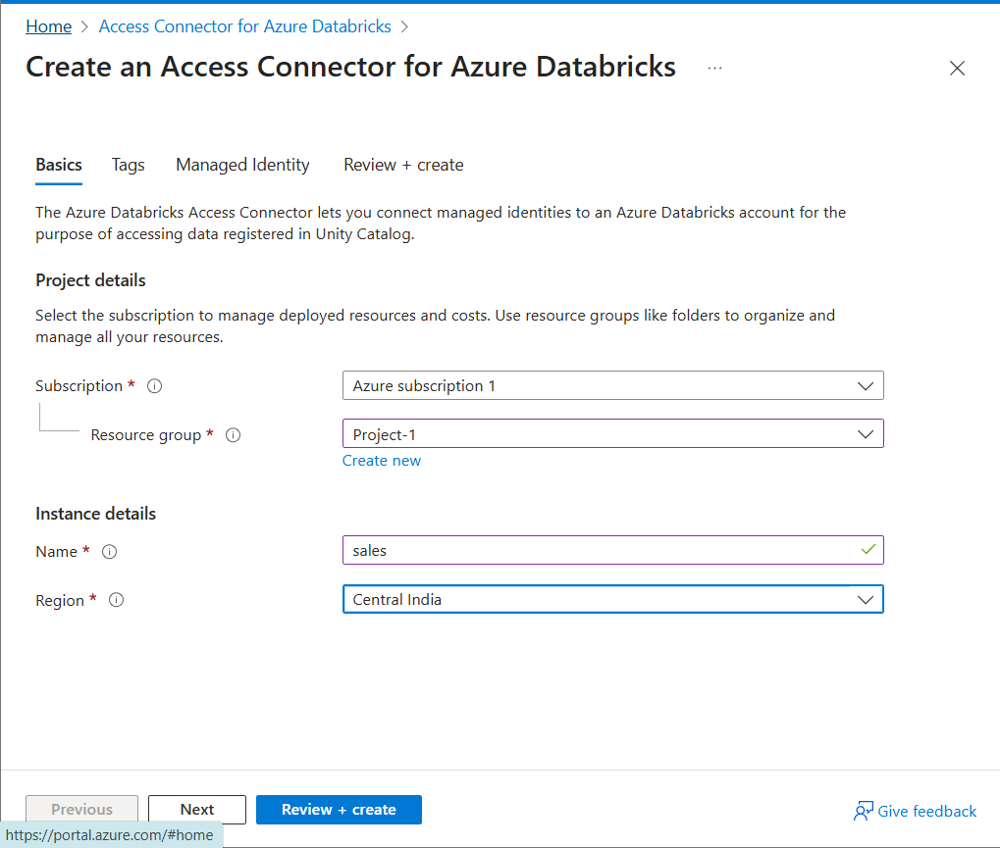 Home > Access Connector for Azure Databricks >
Create an Access Connector for Azure Databricks ...
Basics Tags Managed Identity Review + create
The Azure Databricks Access Connector lets you connect managed identities to an Azure Databricks account for the
purpose of accessing data registered in Unity Catalog.
Project details
Select the subscription to manage deployed resources and costs. Use resource groups like folders to organize and
manage all your resources.
Subscription * Azure subscription 1
Resource group * Project-1
Create new
Instance details
Name * sales
Region * Central India
Previous Next Review + create Give feedback
https://portal.azure.com/#home